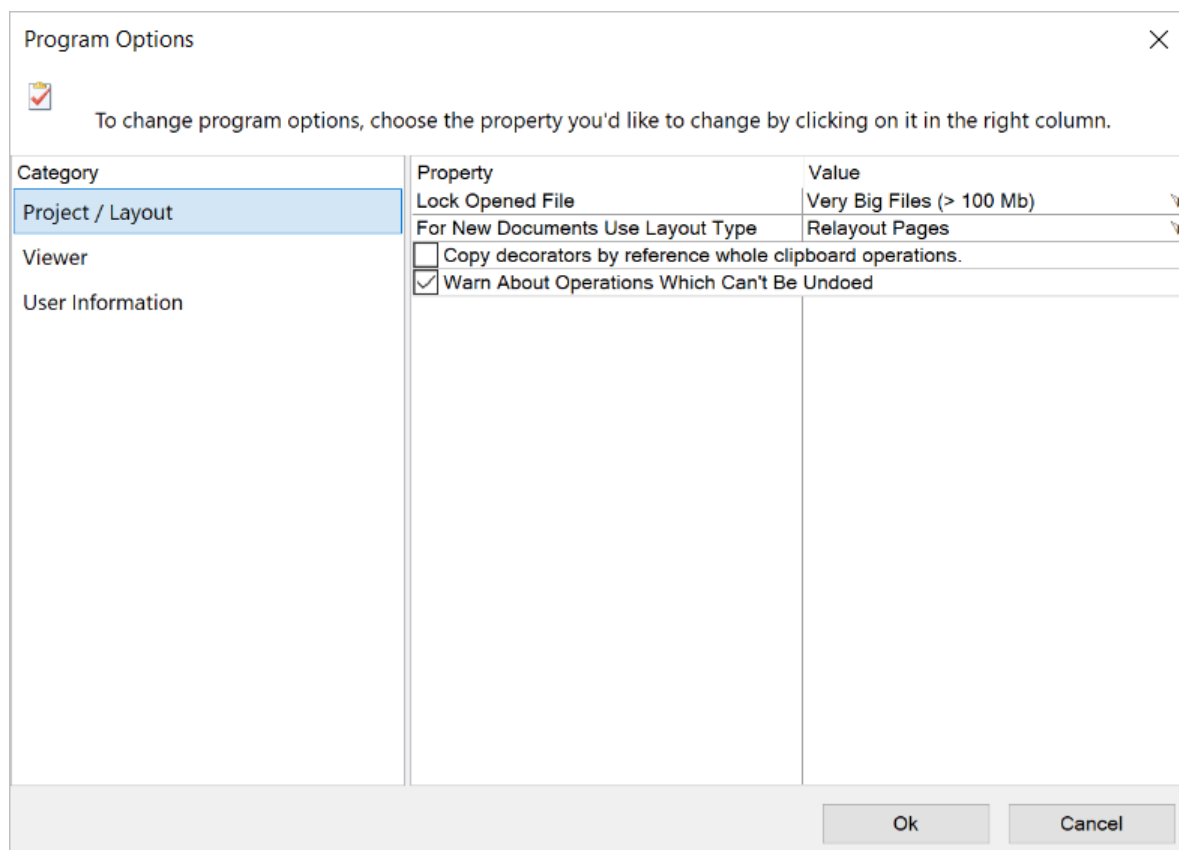 Program Options
To change program options, choose the property you'd like to change by clicking on it in the right column.
Category
Project / Layout
Viewer
User Information
Property Value
Lock Opened File Very Big Files (> 100 Mb)
For New Documents Use Layout Type Relayout Pages
Copy decorators by reference whole clipboard operations.
Warn About Operations Which Can't Be Undoed
Ok Cancel